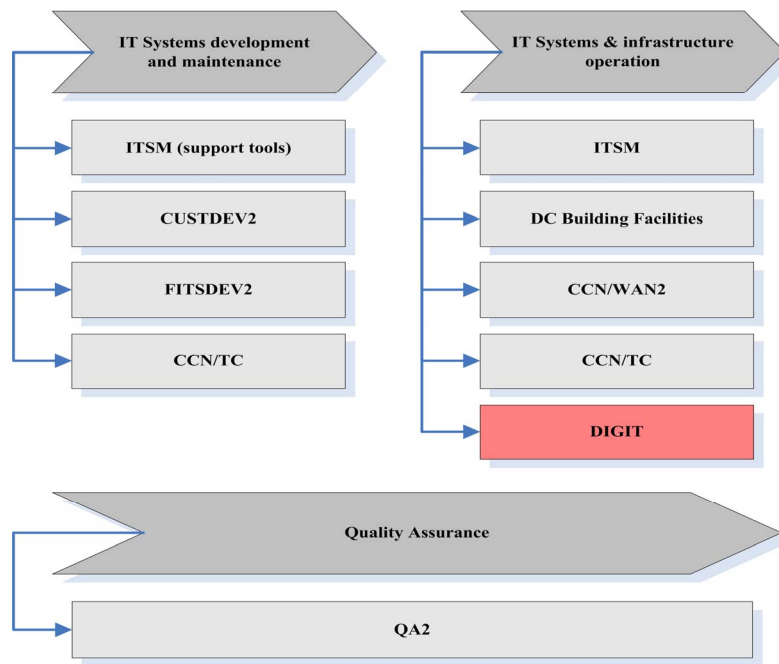 IT Systems development
and maintenance
ITSM (support tools)
CUSTDEV2
FITSDEV2
CCN/TC
IT Systems & infrastructure
operation
ITSM
DC Building Facilities
CCN/WAN2
CCN/TC
DIGIT
Quality Assurance
QA2